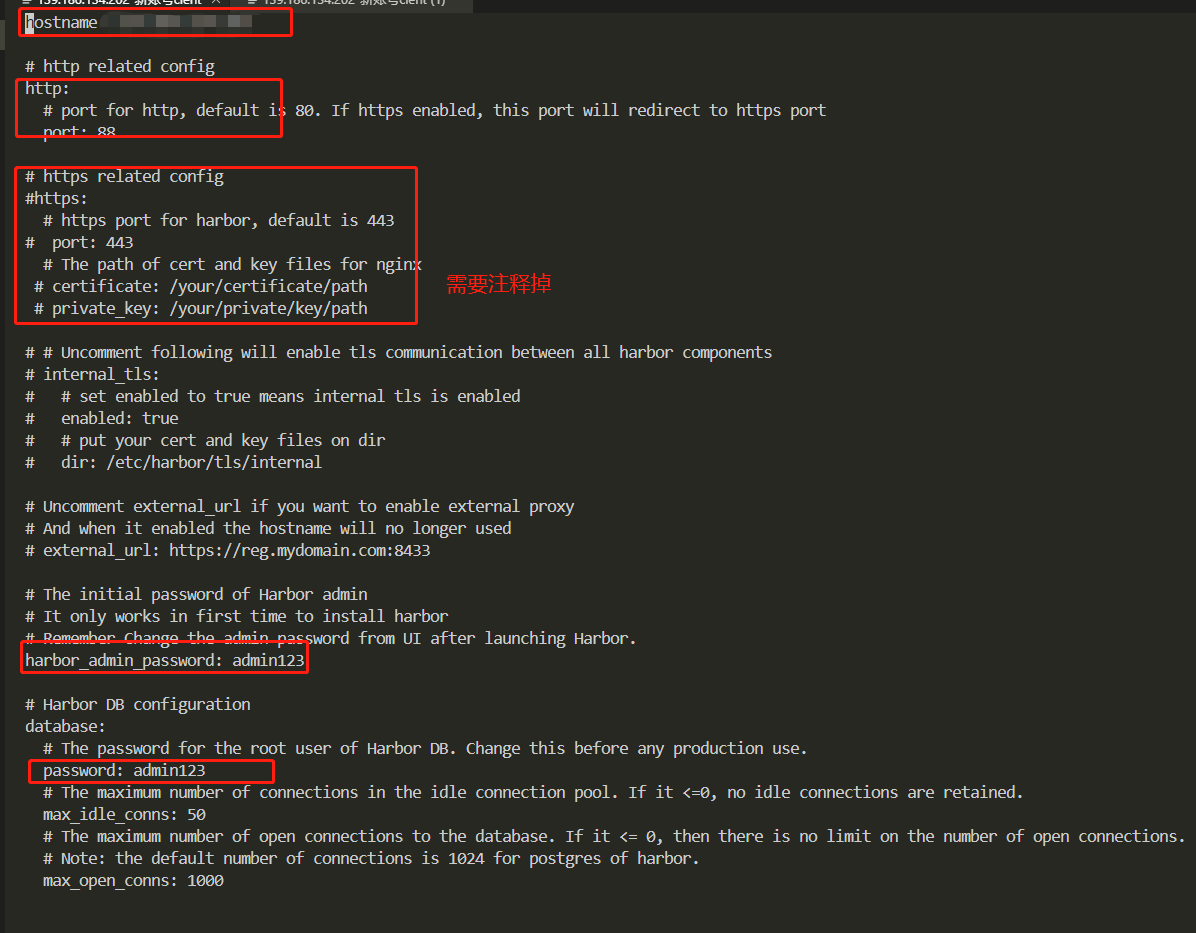 hostname
# http related config
http:
# port for http, default is 80. If https enabled, this port will redirect to https port
port: 88
# https related config
#https:
# https port for harbor, default is 443
# port: 443
# The path of cert and key files for nginx
# certificate: /your/certificate/path
需要注释掉
# private_key: /your/private/key/path
# # Uncomment following will enable tls communication between all harbor components
# internal_tls:
# # set enabled to true means internal tls is enabled
# enabled: true
# # put your cert and key files on dir
# dir: /etc/harbor/tls/internal
# Uncomment external_url if you want to enable external proxy
# And when it enabled the hostname will no longer used
# external_url: https://reg.mydomain.com:8433
# The initial password of Harbor admin
# It only works in first time to install harbor
# Remember Change the admin password from UI after launching Harbor.
harbor_admin_password: admin123
# Harbor DB configuration
database:
# The password for the root user of Harbor DB. Change this before any production use.
password: admin123
# The maximum number of connections in the idle connection pool. If it <=0, no idle connections are retained.
max_idle_conns: 50
# The maximum number of open connections to the database. If it <= 0, then there is no limit on the number of open connections.
# Note: the default number of connections is 1024 for postgres of harbor.
max_open_conns: 1000